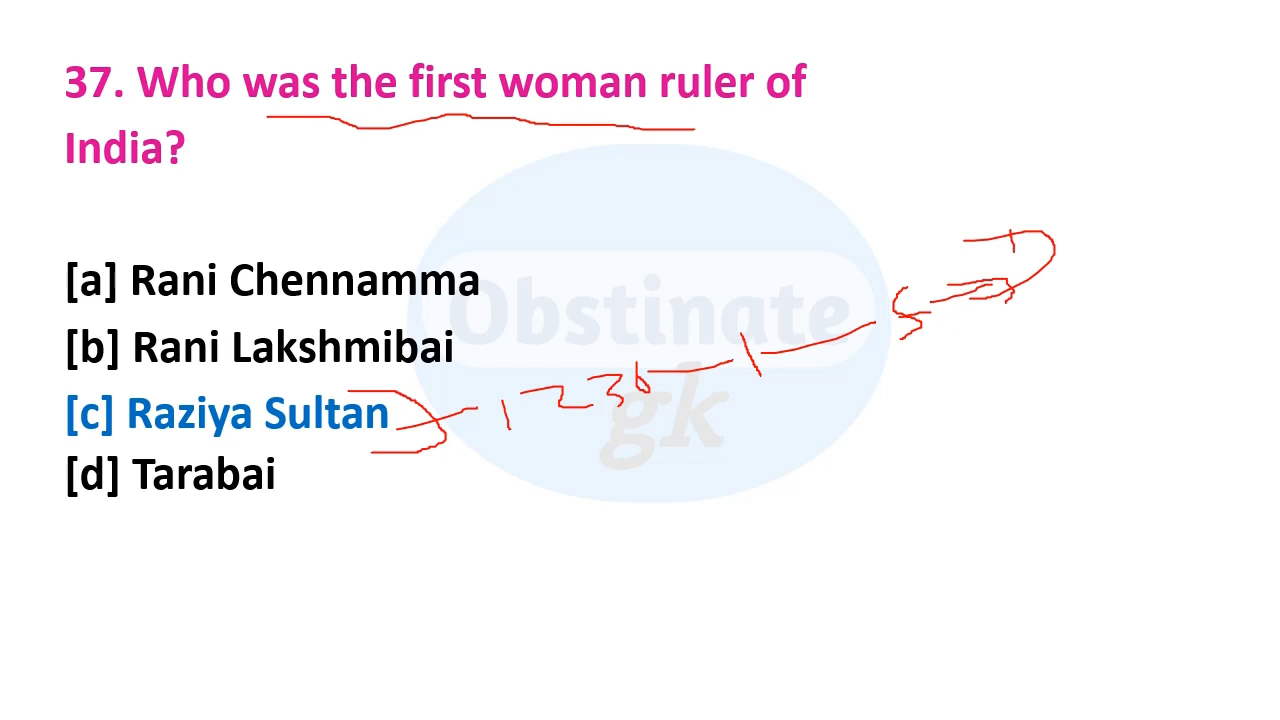 37. Who was the first woman ruler of
India?
[a] Rani Chennamma
[b] Rani Lakshmibai
[c] Raziya Sultan
[d] Tarabai
Obstinate
gk
1236